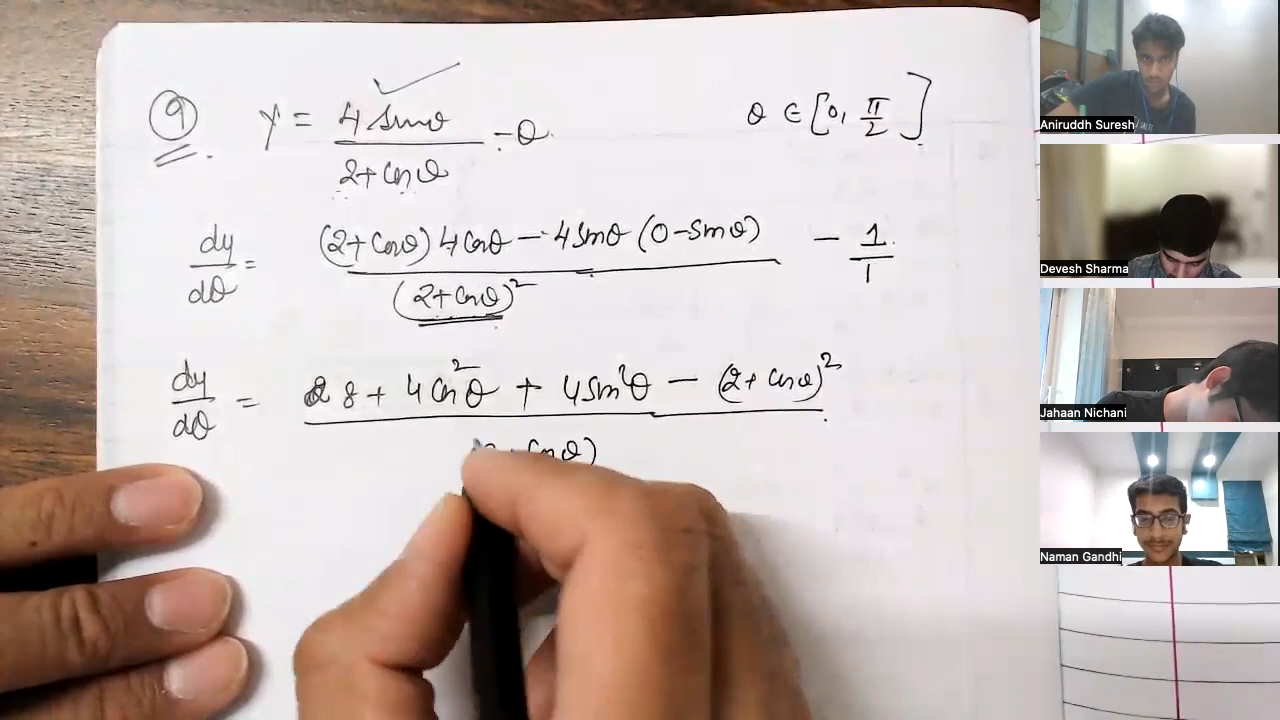 9 y = 4 sinθ / 2+cosθ - θ. θ ∈ [0, π/2]
dy/dθ = (2+cosθ) 4cosθ - 4sinθ (0-sinθ) / (2+cosθ)² - 1/1
dy/dθ = 8 + 4cos²θ + 4sin²θ - (2+cosθ)² / cosθ)
Aniruddh Suresh
Devesh Sharma
Jahaan Nichani
Naman Gandhi